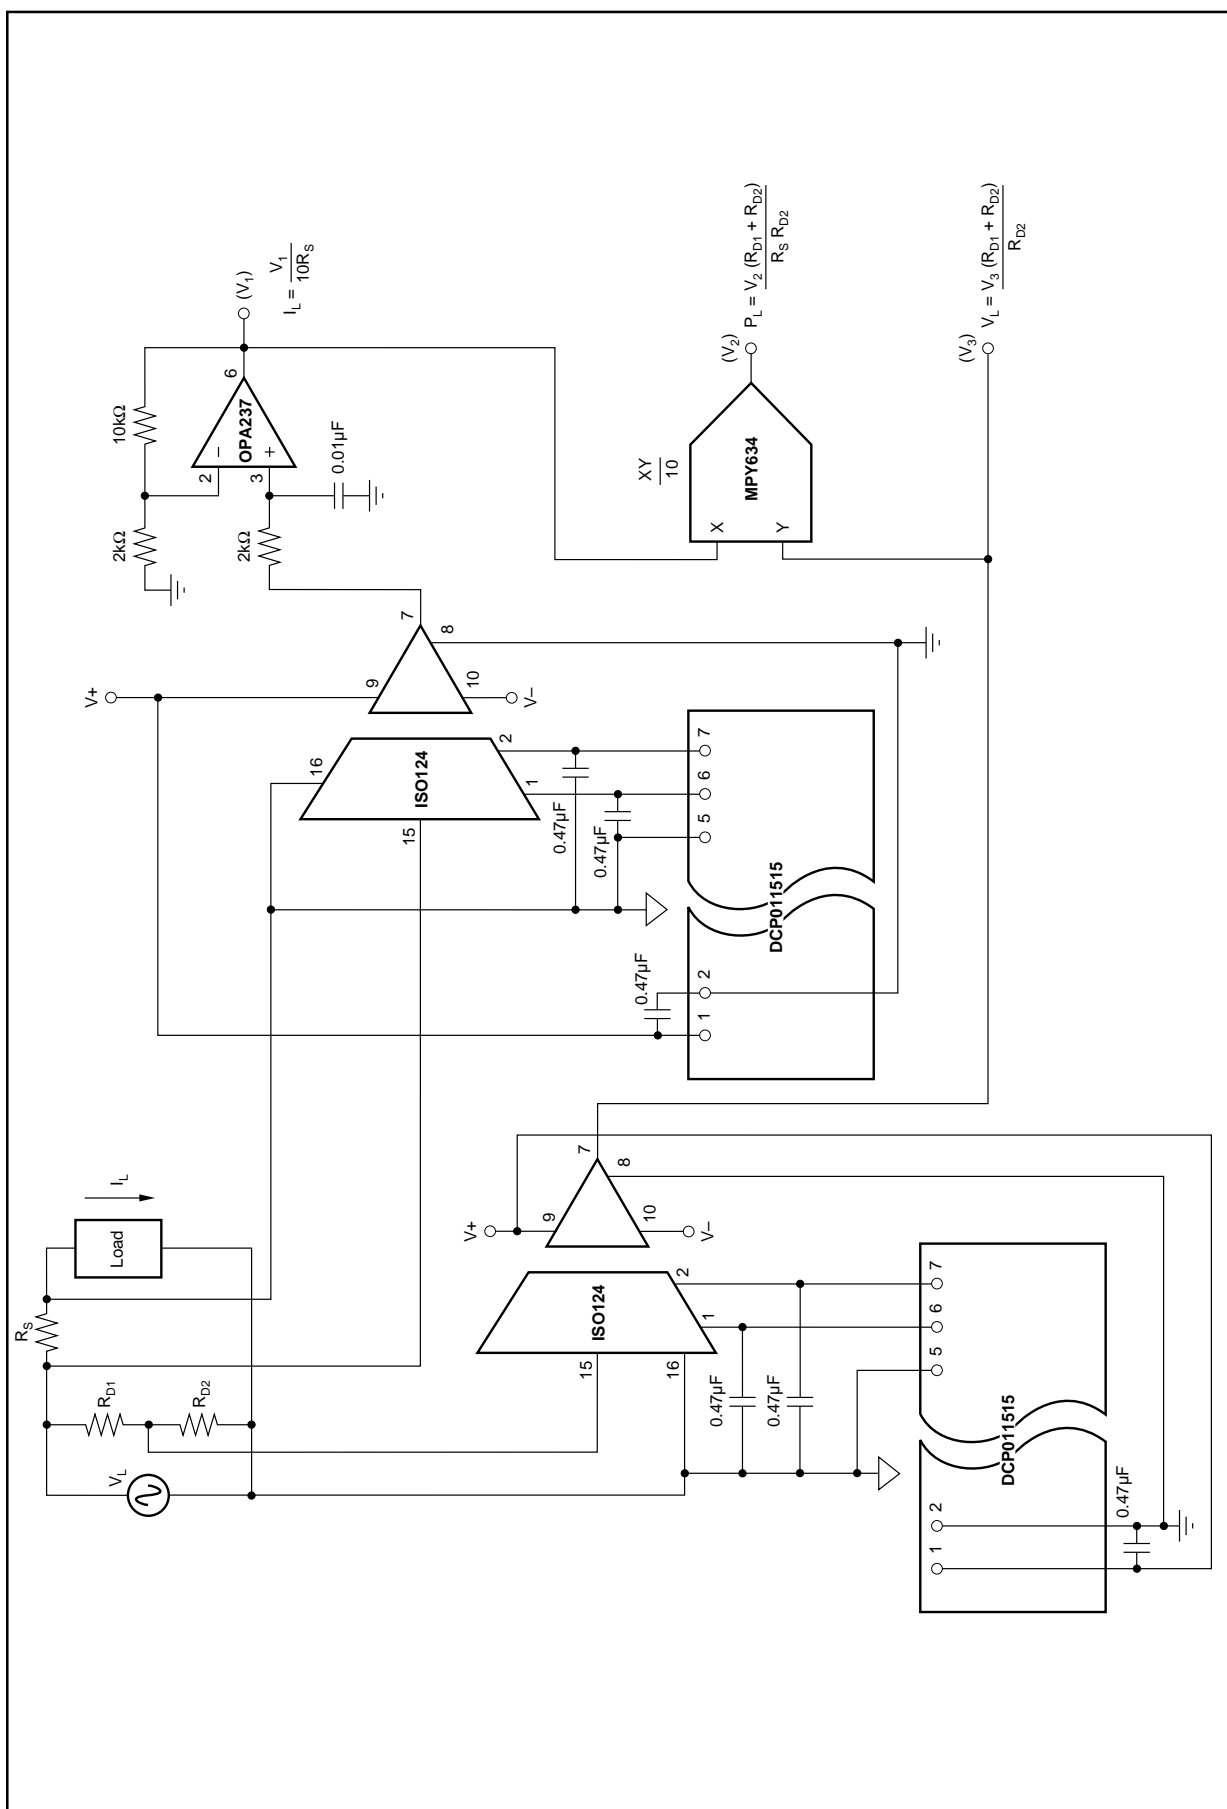 V_L
R_D1
R_D2
R_S
Load
I_L
V+
9
7
8
10
V–
15
16
ISO124
2
1
0.47µF
0.47µF
1
2
5
6
7
DCP011515
0.47µF
V+
9
7
8
10
V–
15
16
ISO124
2
1
0.47µF
0.47µF
0.47µF
1
2
5
6
7
DCP011515
2kΩ
10kΩ
2kΩ
2
3
–
+
6
OPA237
0.01µF
(V_1)
I_L = V_1 / 10R_S
XY / 10
X
Y
MPY634
(V_2)
P_L = V_2 (R_D1 + R_D2) / R_S R_D2
(V_3)
V_L = V_3 (R_D1 + R_D2) / R_D2